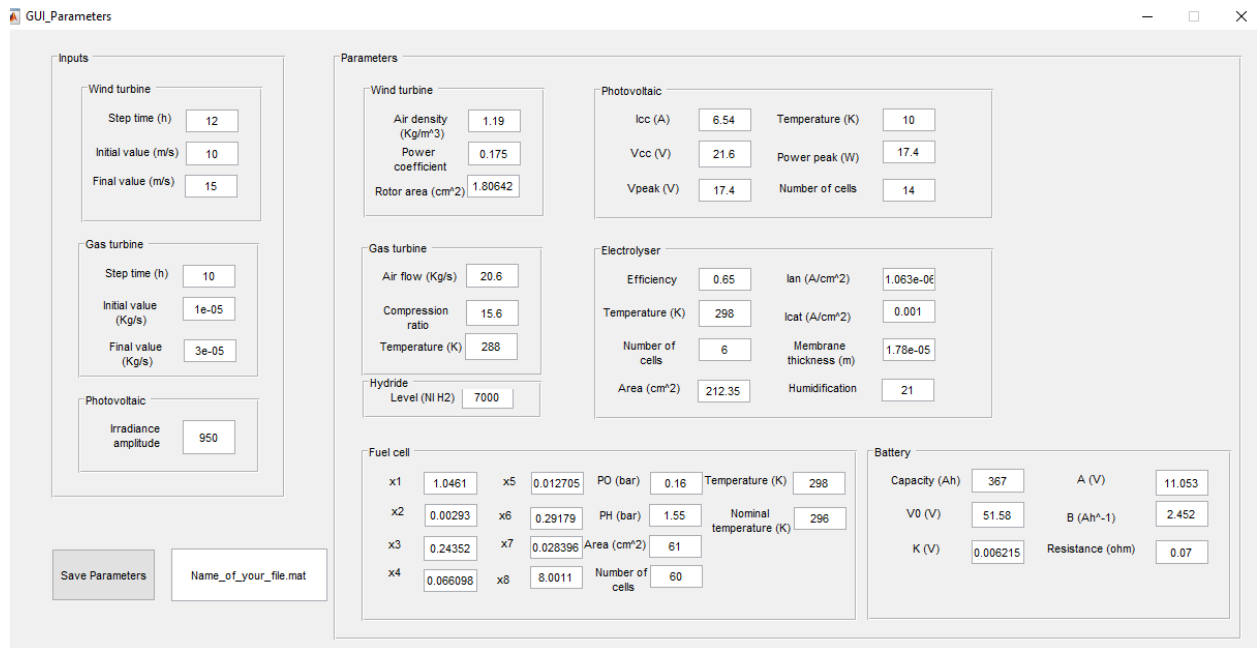 GUI_Parameters
Inputs
Wind turbine
Step time (h) 12
Initial value (m/s) 10
Final value (m/s) 15
Gas turbine
Step time (h) 10
Initial value
(Kg/s) 1e-05
Final value
(Kg/s) 3e-05
Photovoltaic
Irradiance
amplitude 950
Save Parameters Name_of_your_file.mat
Parameters
Wind turbine
Air density
(Kg/m^3) 1.19
Power
coefficient 0.175
Rotor area (cm^2) 1.80642
Photovoltaic
Icc (A) 6.54 Temperature (K) 10
Vcc (V) 21.6 Power peak (W) 17.4
Vpeak (V) 17.4 Number of cells 14
Gas turbine
Air flow (Kg/s) 20.6
Compression
ratio 15.6
Temperature (K) 288
Hydride
Level (Nl H2) 7000
Electrolyser
Efficiency 0.65 Ian (A/cm^2) 1.063e-06
Temperature (K) 298 Icat (A/cm^2) 0.001
Number of
cells 6 Membrane
thickness (m) 1.78e-05
Area (cm^2) 212.35 Humidification 21
Fuel cell
x1 1.0461 x5 0.012705 PO (bar) 0.16 Temperature (K) 298
x2 0.00293 x6 0.29179 PH (bar) 1.55 Nominal
temperature (K) 296
x3 0.24352 x7 0.028396 Area (cm^2) 61
x4 0.066098 x8 8.0011 Number of
cells 60
Battery
Capacity (Ah) 367 A (V) 11.053
V0 (V) 51.58 B (Ah^-1) 2.452
K (V) 0.006215 Resistance (ohm) 0.07